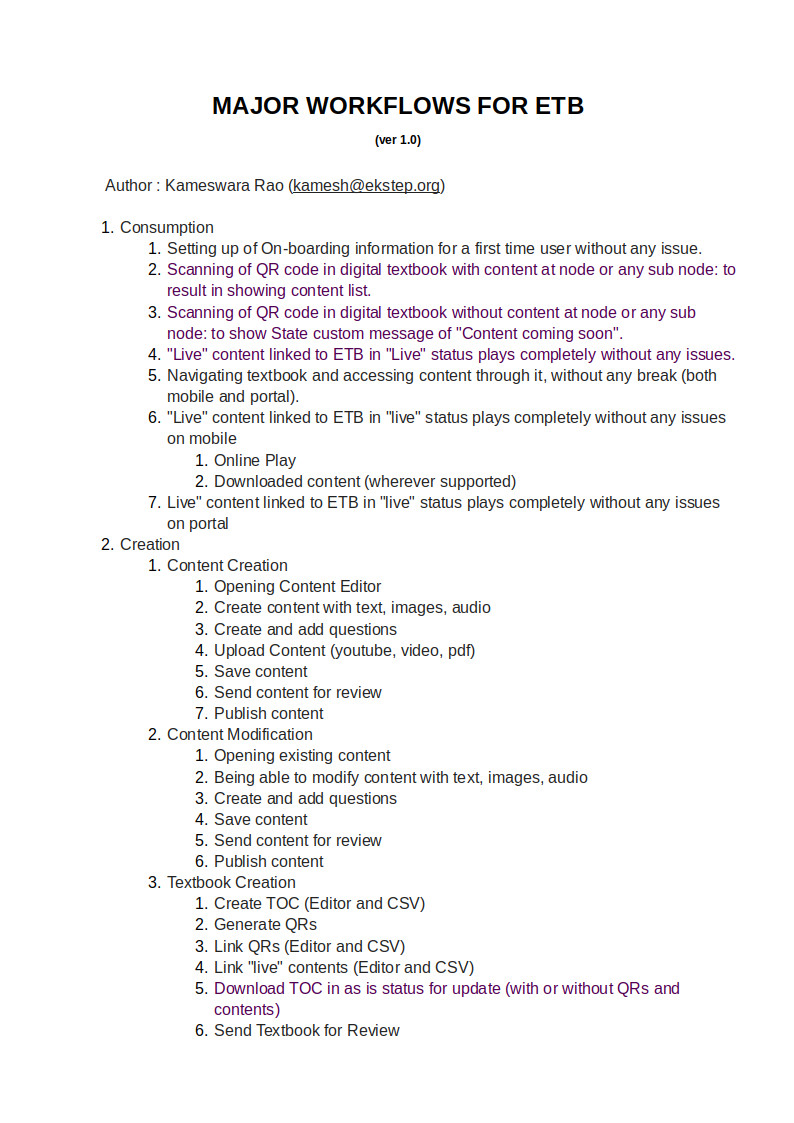 MAJOR WORKFLOWS FOR ETB
(ver 1.0)
Author : Kameswara Rao (kamesh@ekstep.org)
1. Consumption
1. Setting up of On-boarding information for a first time user without any issue.
2. Scanning of QR code in digital textbook with content at node or any sub node: to
result in showing content list.
3. Scanning of QR code in digital textbook without content at node or any sub
node: to show State custom message of "Content coming soon".
4. "Live" content linked to ETB in "Live" status plays completely without any issues.
5. Navigating textbook and accessing content through it, without any break (both
mobile and portal).
6. "Live" content linked to ETB in "live" status plays completely without any issues
on mobile
1. Online Play
2. Downloaded content (wherever supported)
7. Live" content linked to ETB in "live" status plays completely without any issues
on portal
2. Creation
1. Content Creation
1. Opening Content Editor
2. Create content with text, images, audio
3. Create and add questions
4. Upload Content (youtube, video, pdf)
5. Save content
6. Send content for review
7. Publish content
2. Content Modification
1. Opening existing content
2. Being able to modify content with text, images, audio
3. Create and add questions
4. Save content
5. Send content for review
6. Publish content
3. Textbook Creation
1. Create TOC (Editor and CSV)
2. Generate QRs
3. Link QRs (Editor and CSV)
4. Link "live" contents (Editor and CSV)
5. Download TOC in as is status for update (with or without QRs and
contents)
6. Send Textbook for Review